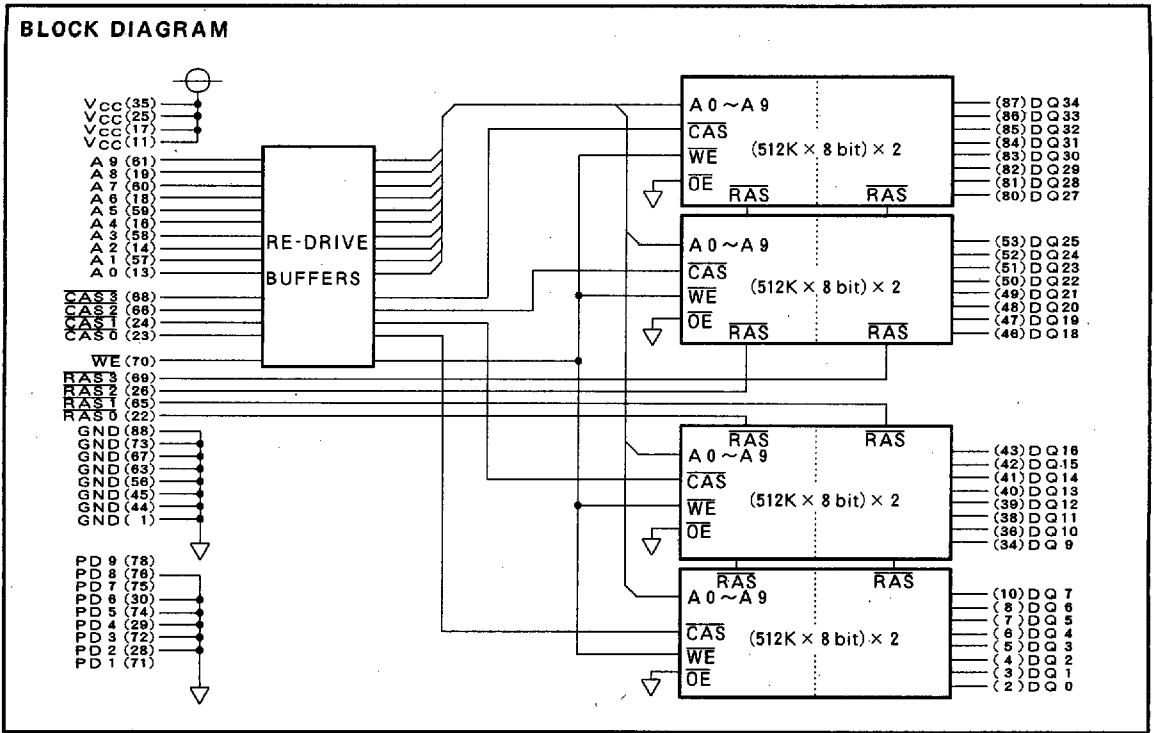 BLOCK DIAGRAM
VCC(35)
VCC(25)
VCC(17)
VCC(11)
A 9 (61)
A 8 (19)
A 7 (60)
A 6 (18)
A 5 (59)
A 4 (16)
A 3 (58)
A 2 (14)
A 1 (57)
A 0 (13)
CAS 3 (68)
CAS 2 (66)
CAS 1 (24)
CAS 0 (23)
WE (70)
RAS 3 (69)
RAS 2 (26)
RAS 1 (65)
RAS 0 (22)
GND(88)
GND(73)
GND(67)
GND(63)
GND(56)
GND(45)
GND(44)
GND( 1)
PD 9 (78)
PD 8 (76)
PD 7 (75)
PD 6 (30)
PD 5 (74)
PD 4 (29)
PD 3 (72)
PD 2 (28)
PD 1 (71)
RE-DRIVE
BUFFERS
A 0 ~ A 9
CAS
WE
OE
(512K × 8 bit) × 2
RAS RAS
(87) DQ 34
(86) DQ 33
(85) DQ 32
(84) DQ 31
(83) DQ 30
(82) DQ 29
(81) DQ 28
(80) DQ 27
A 0 ~ A 9
CAS
WE
OE
(512K × 8 bit) × 2
RAS RAS
(53) DQ 25
(52) DQ 24
(51) DQ 23
(50) DQ 22
(49) DQ 21
(48) DQ 20
(47) DQ 19
(46) DQ 18
RAS RAS
A 0 ~ A 9
CAS
WE
OE
(512K × 8 bit) × 2
(43) DQ 16
(42) DQ 15
(41) DQ 14
(40) DQ 13
(39) DQ 12
(38) DQ 11
(36) DQ 10
(34) DQ 9
RAS RAS
A 0 ~ A 9
CAS
WE
OE
(512K × 8 bit) × 2
(10) DQ 7
( 8 ) DQ 6
( 7 ) DQ 5
( 6 ) DQ 4
( 5 ) DQ 3
( 4 ) DQ 2
( 3 ) DQ 1
( 2 ) DQ 0